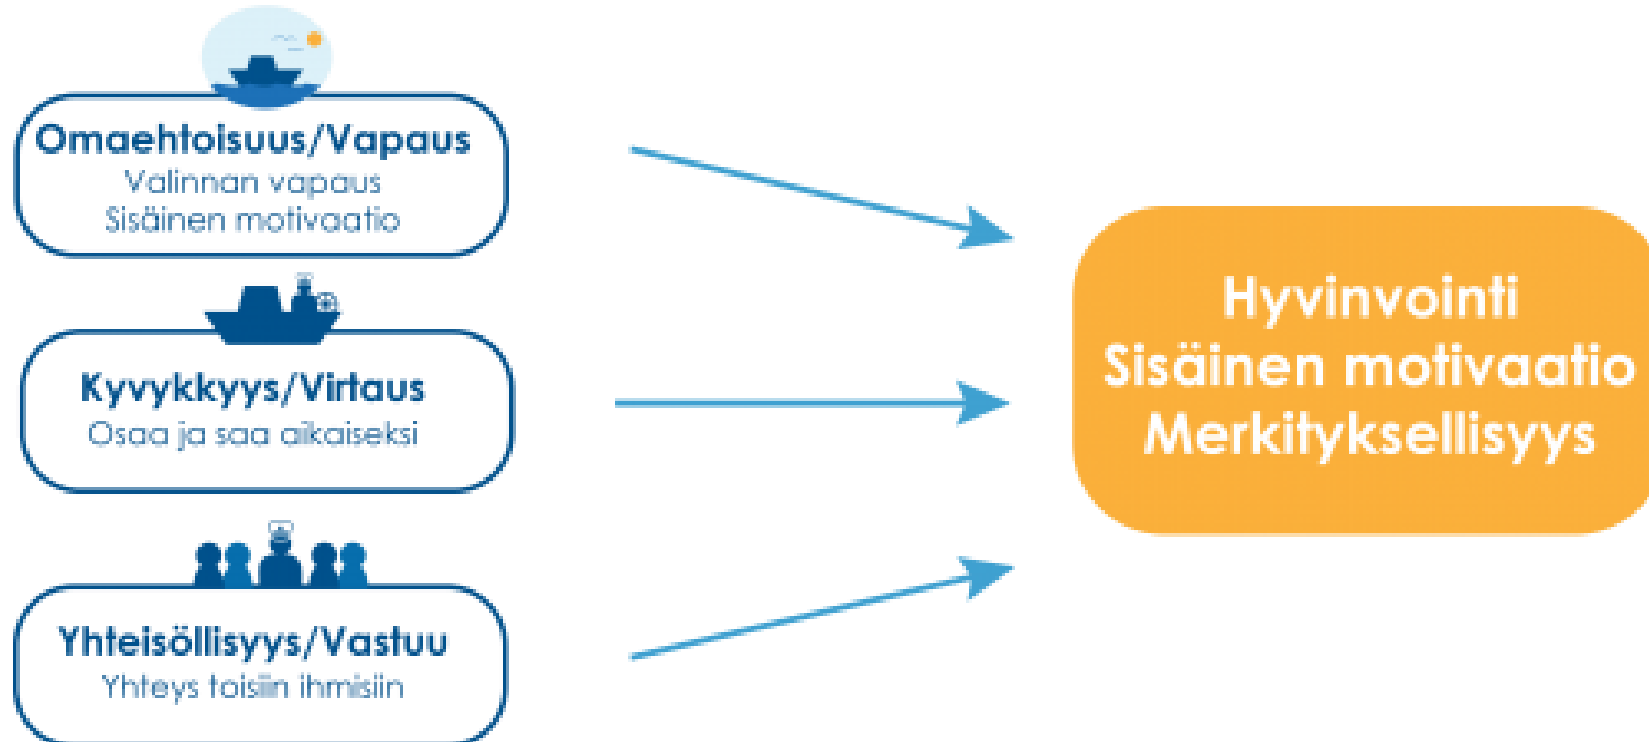 Omaehtoisuus/Vapaus
Valinnan vapaus
Sisäinen motivaatio
Kyvykkyys/Virtaus
Osaa ja saa aikaiseksi
Yhteisöllisyys/Vastuu
Yhteys toisiin ihmisiin
Hyvinvointi
Sisäinen motivaatio
Merkityksellisyys